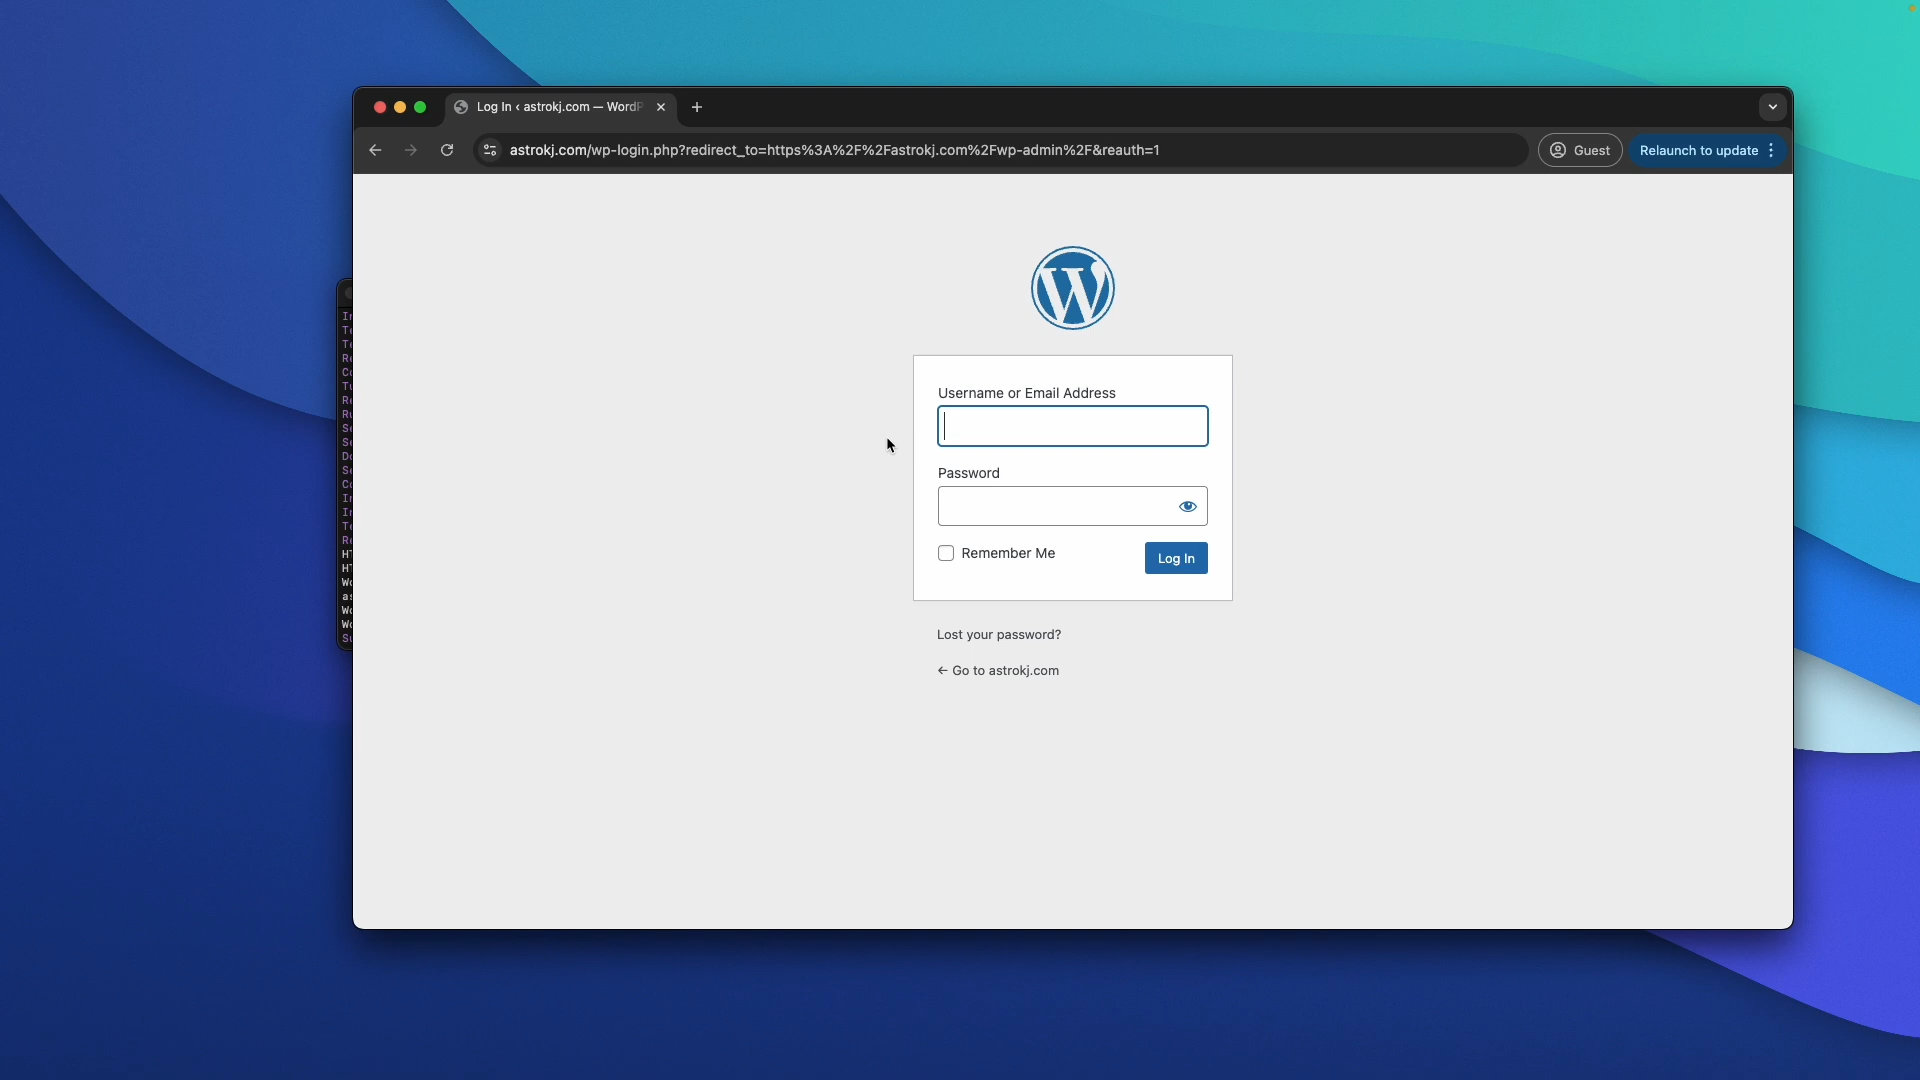 Log In ‹ astrokj.com — WordP
astrokj.com/wp-login.php?redirect_to=https%3A%2F%2Fastrokj.com%2Fwp-admin%2F&reauth=1
Guest
Relaunch to update
Username or Email Address
Password
Remember Me
Log In
Lost your password?
← Go to astrokj.com